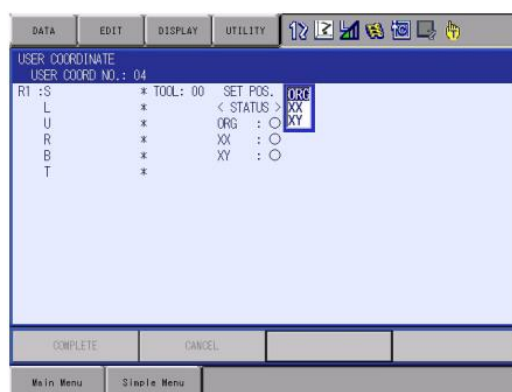 DATA EDIT DISPLAY UTILITY
USER COORDINATE
USER COORD NO.: 04
R1 :S * TOOL: 00 SET POS. ORG
L * < STATUS > XX
U * ORG : ○ XY
R * XX : ○
B * XY : ○
T *
COMPLETE CANCEL
Main Menu Simple Menu